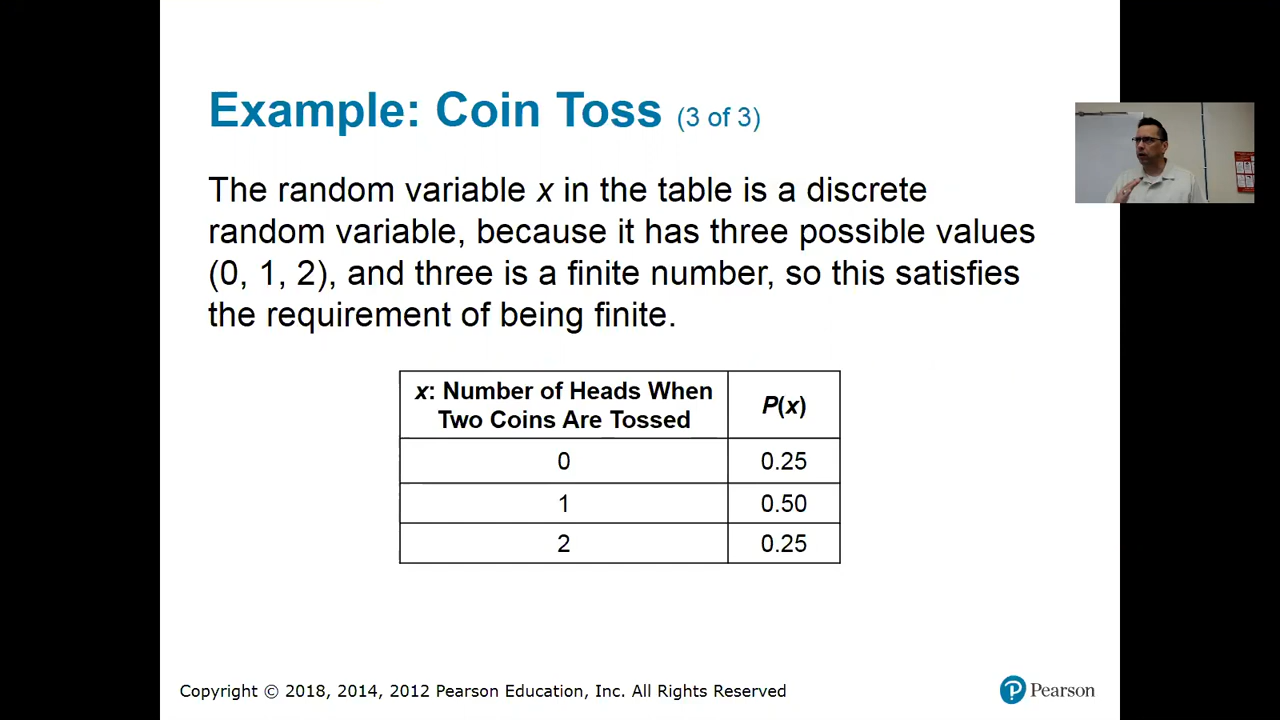 Example: Coin Toss (3 of 3)
The random variable x in the table is a discrete
random variable, because it has three possible values
(0, 1, 2), and three is a finite number, so this satisfies
the requirement of being finite.
x: Number of Heads When
Two Coins Are Tossed
P(x)
0 0.25
1 0.50
2 0.25
Copyright © 2018, 2014, 2012 Pearson Education, Inc. All Rights Reserved
P Pearson